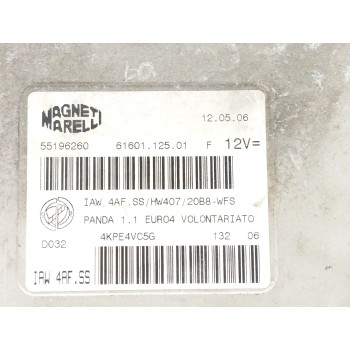 MAGNETI
MARELLI
12.05.06
55196260 61601.125.01 F 12V=
IAW 4AF.SS/HW407/20B8-WFS
PANDA 1.1 EURO4 VOLONTARIATO
D032 4KPE4VC5G 132 06
IAW 4AF.SS